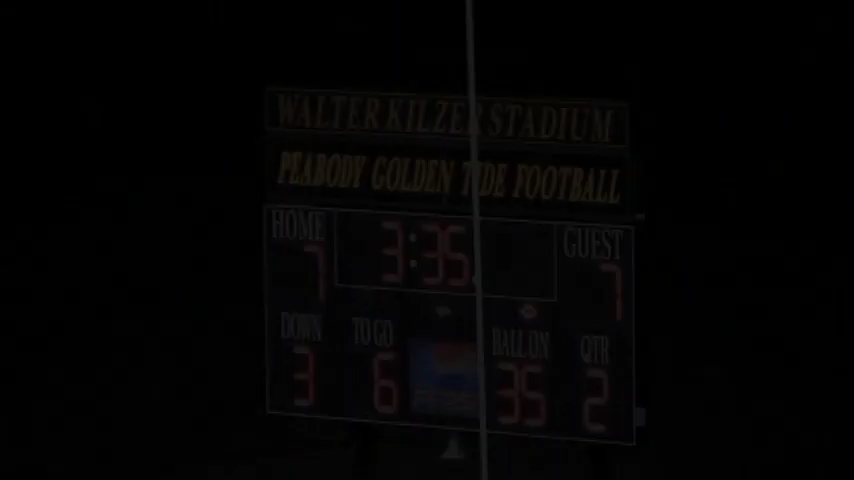 WALTER KILZER STADIUM
PEABODY GOLDEN TIDE FOOTBALL
HOME 3:35 GUEST
7 7
DOWN TO GO BALL ON QTR
3 6 35 2